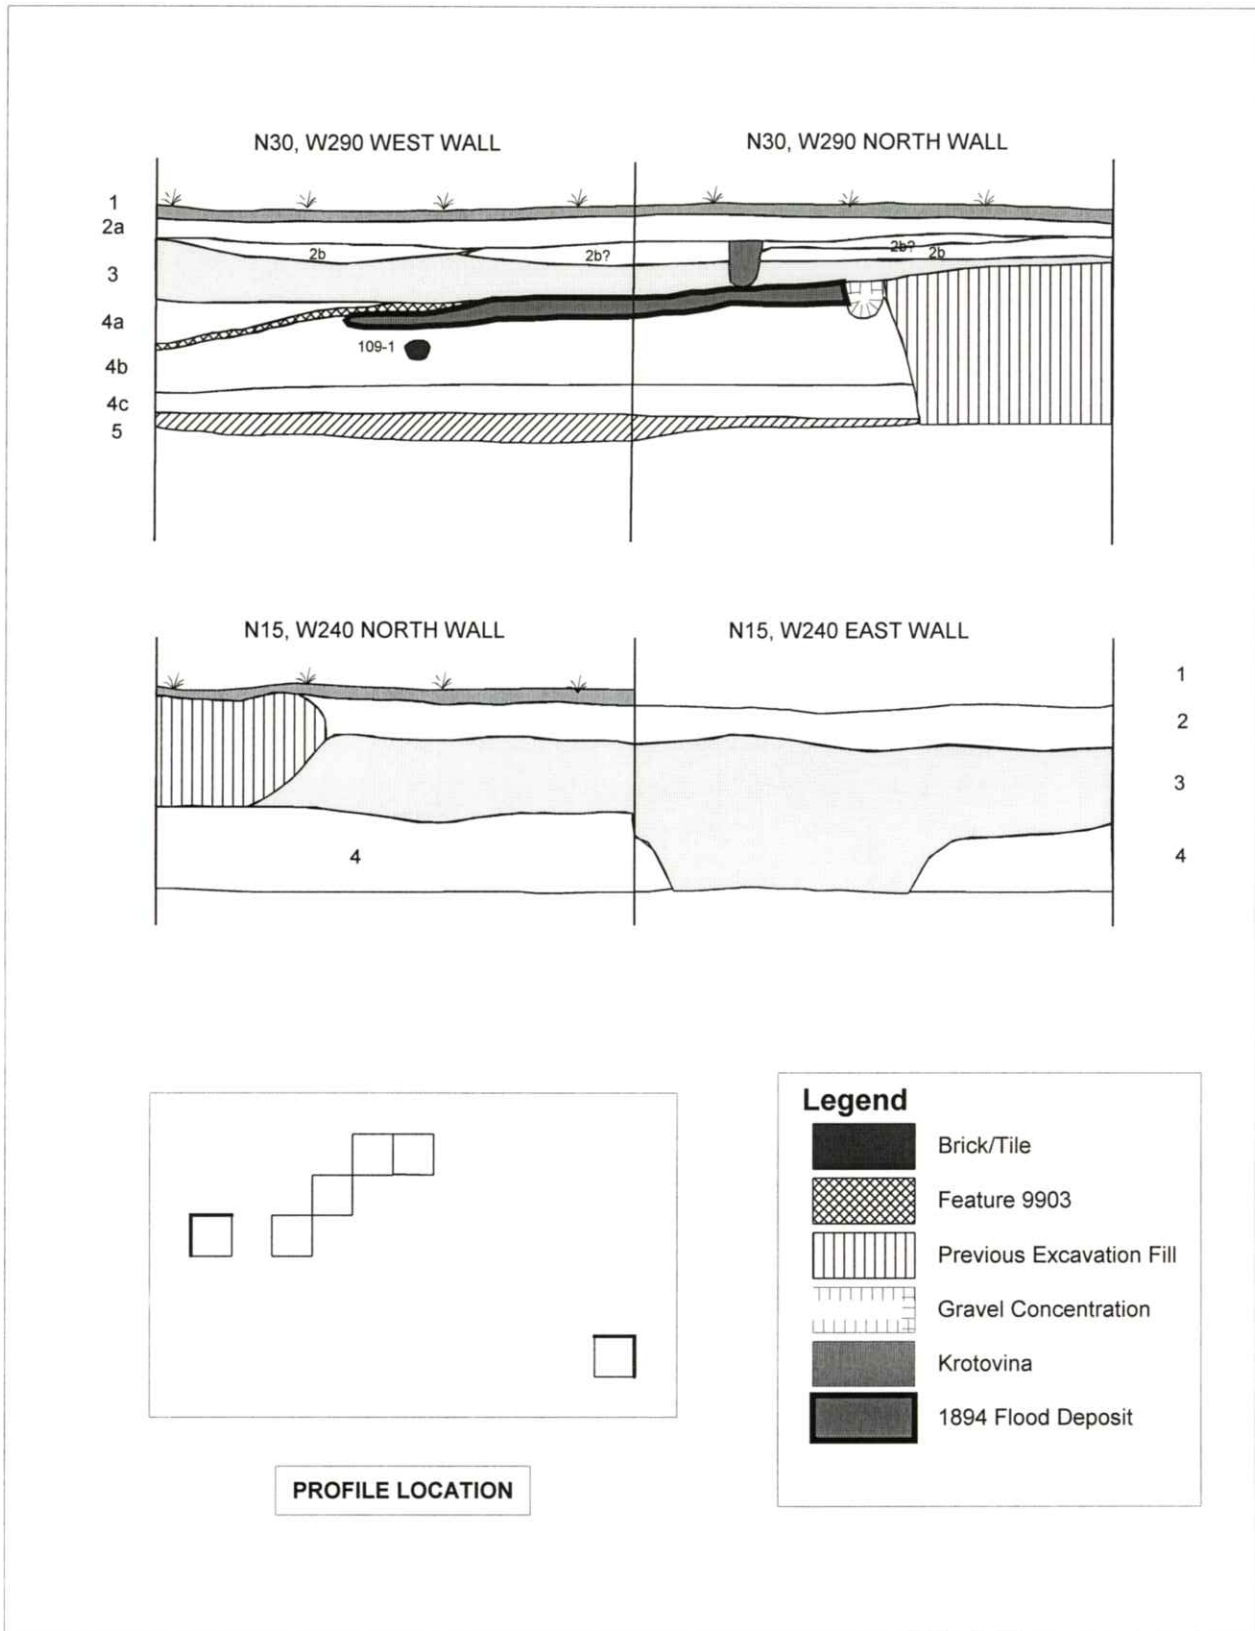 N30, W290 WEST WALL
N30, W290 NORTH WALL
1
2a
3
4a
4b
4c
5
2b
2b?
2b?
2b
109-1
N15, W240 NORTH WALL
N15, W240 EAST WALL
1
2
3
4
4
PROFILE LOCATION
Legend
Brick/Tile
Feature 9903
Previous Excavation Fill
Gravel Concentration
Krotovina
1894 Flood Deposit